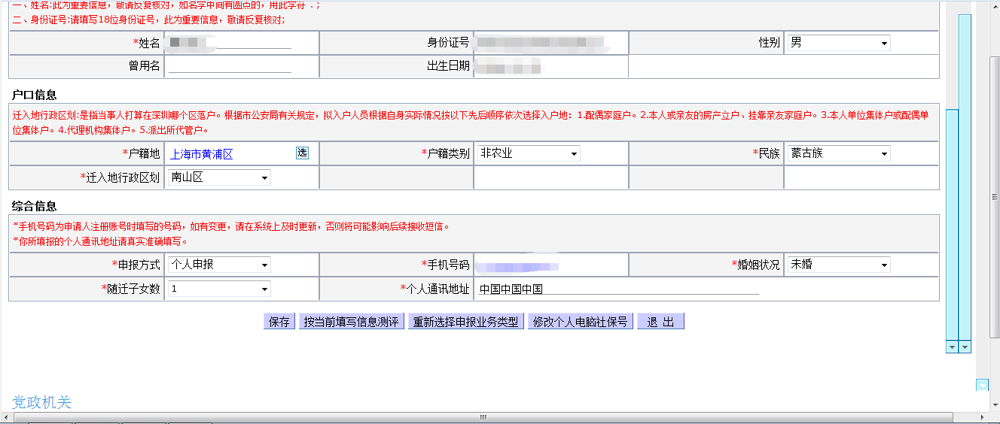 一、姓名:此为重要信息，敬请反复核对，如名字中间有圆点的，用此字符 . ;
二、身份证号:请填写18位身份证号，此为重要信息，敬请反复核对;
*姓名 身份证号 性别 男
曾用名 出生日期
户口信息
迁入地行政区划:是指当事人打算在深圳哪个区落户。根据市公安局有关规定，拟入户人员根据自身实际情况按以下先后顺序依次选择入户地：1.配偶家庭户。2.本人或亲友的房产立户、挂靠亲友家庭户。3.本人单位集体户或配偶单
位集体户。4.代理机构集体户。5.派出所代管户。
*户籍地 上海市黄浦区 选 *户籍类别 非农业 *民族 蒙古族
*迁入地行政区划 南山区
综合信息
*手机号码为申请人注册账号时填写的号码，如有变更，请在系统上及时更新，否则将可能影响后续接收短信。
*你所填报的个人通讯地址请真实准确填写。
*申报方式 个人申报 *手机号码 *婚姻状况 未婚
*随迁子女数 1 *个人通讯地址 中国中国中国
保存 按当前填写信息测评 重新选择申报业务类型 修改个人电脑社保号 退 出
党政机关